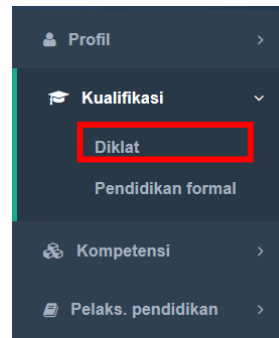 Profil
Kualifikasi
Diklat
Pendidikan formal
Kompetensi
Pelaks. pendidikan